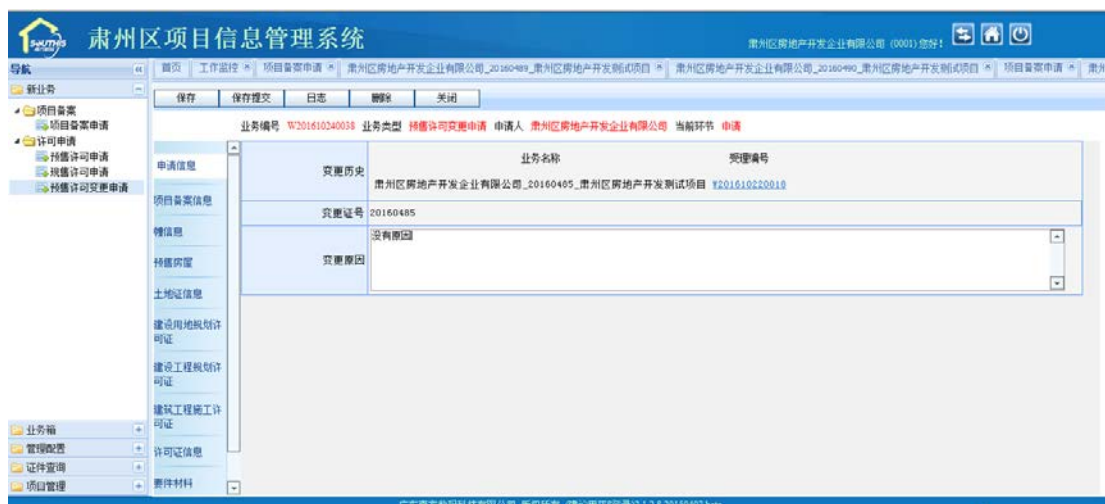 肃州区项目信息管理系统
肃州区房地产开发企业有限公司 (0001) 您好!
导航
首页 工作监控 项目备案申请 肃州区房地产开发企业有限公司_20160489_肃州区房地产开发测试项目 肃州区房地产开发企业有限公司_20160490_肃州区房地产开发测试项目 项目备案申请 肃州
新业务
项目备案
项目备案申请
许可申请
预售许可申请
现售许可申请
预售许可变更申请
业务箱
管理配置
证件查询
项目管理
保存 保存提交 日志 删除 关闭
业务编号 W201610240038 业务类型 预售许可变更申请 申请人 肃州区房地产开发企业有限公司 当前环节 申请
申请信息
项目备案信息
幢信息
预售房屋
土地证信息
建设用地规划许
可证
建设工程规划许
可证
建筑工程施工许
可证
许可证信息
要件材料
变更历史
业务名称 受理编号
肃州区房地产开发企业有限公司_20160485_肃州区房地产开发测试项目 W201610220010
变更证号 20160485
变更原因 没有原因